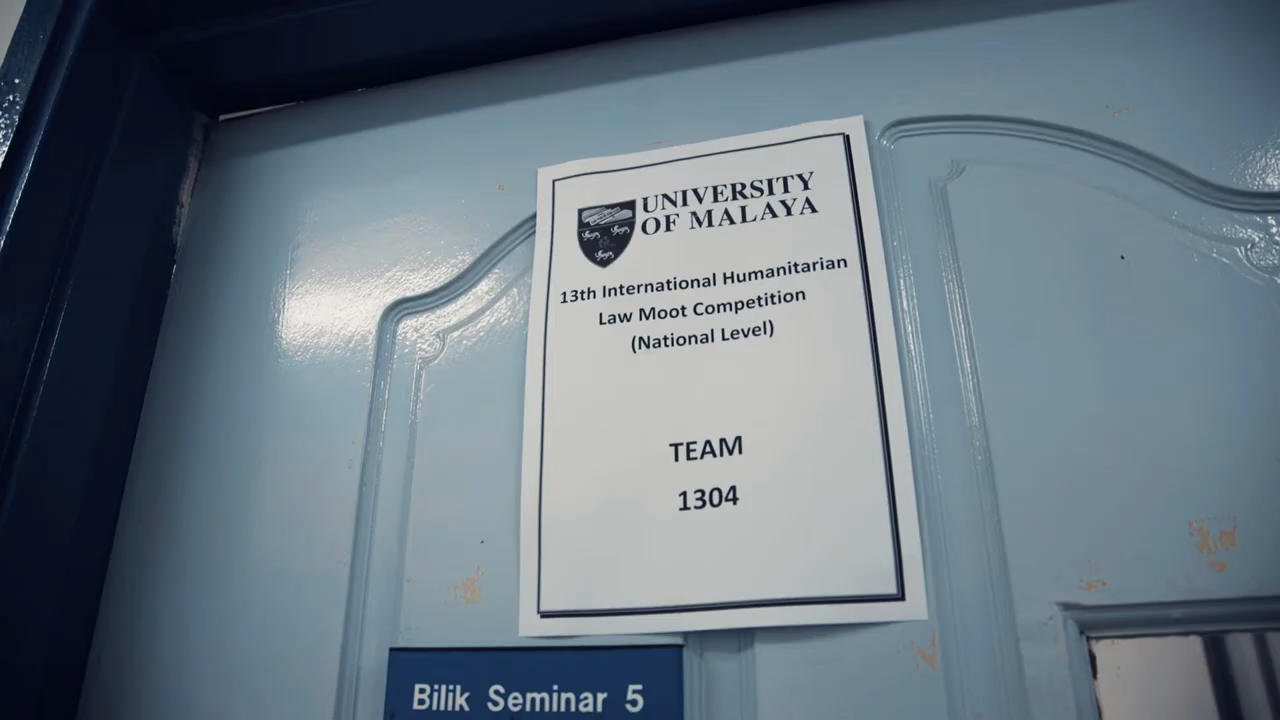 UNIVERSITY
OF MALAYA
13th International Humanitarian
Law Moot Competition
(National Level)
TEAM
1304
Bilik Seminar 5